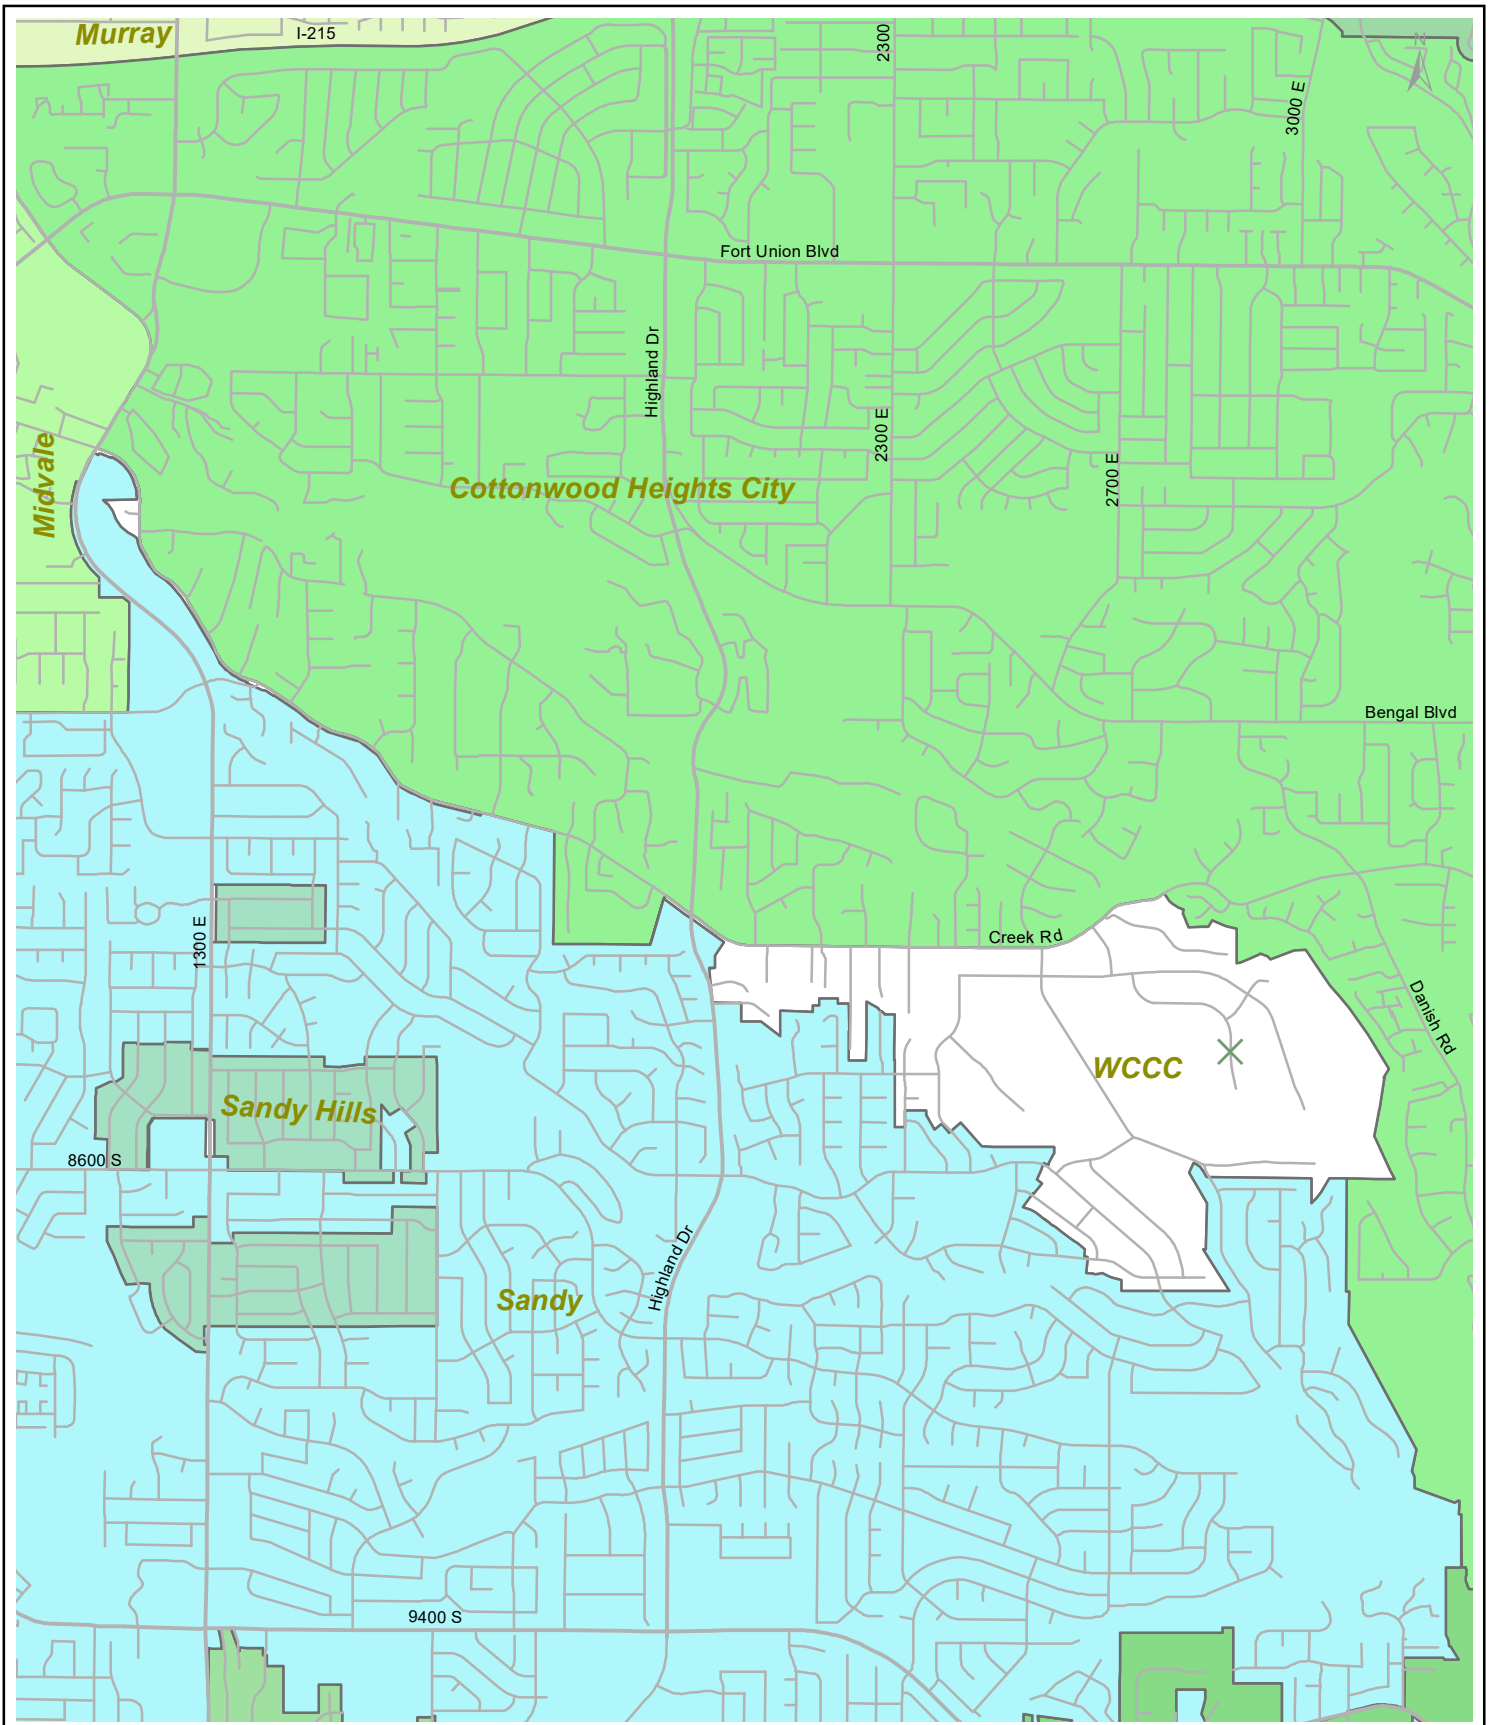 Murray
I-215
2300
N
3000 E
Fort Union Blvd
Highland Dr
2300 E
Midvale
2700 E
Cottonwood Heights City
Bengal Blvd
1300 E
Creek Rd
Danish Rd
WCCC
Sandy Hills
8600 S
Highland Dr
Sandy
9400 S